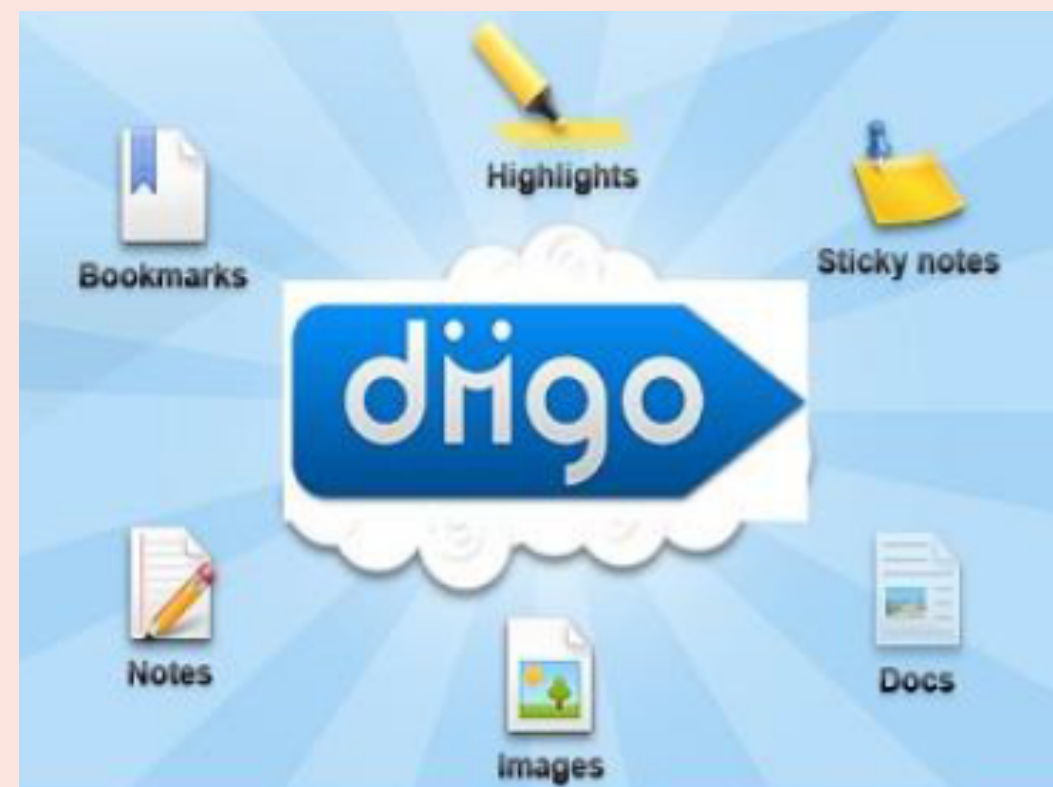 Highlights
Bookmarks
Sticky notes
diigo
Notes
Docs
Images